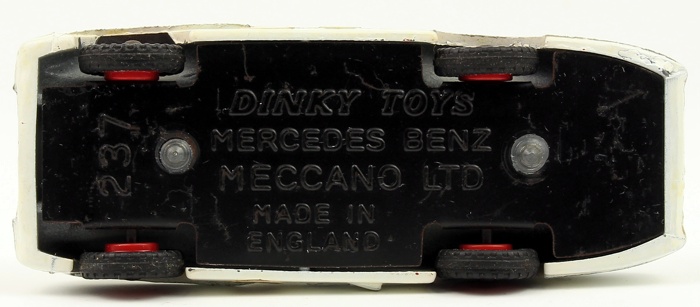 237
DINKY TOYS
MERCEDES BENZ
MECCANO LTD
MADE IN
ENGLAND